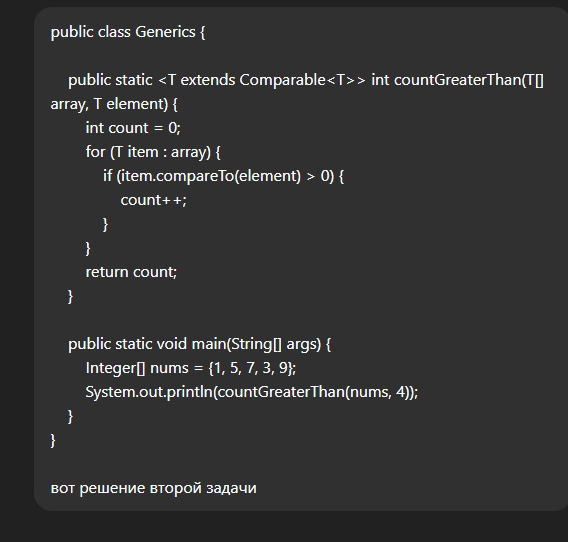 public class Generics {
public static <T extends Comparable<T>> int countGreaterThan(T[]
array, T element) {
int count = 0;
for (T item : array) {
if (item.compareTo(element) > 0) {
count++;
}
}
return count;
}
public static void main(String[] args) {
Integer[] nums = {1, 5, 7, 3, 9};
System.out.println(countGreaterThan(nums, 4));
}
}
вот решение второй задачи